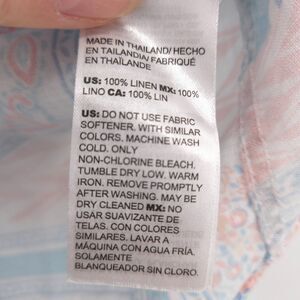 MADE IN THAILAND/HECHO
EN TAILANDIA/ FABRIQUÉ
EN THAÏLANDE
US: 100% LINEN MX: 100%
LINO CA: 100% LIN
US: DO NOT USE FABRIC
SOFTENER. WITH SIMILAR
COLORS. MACHINE WASH
COLD. ONLY
NON-CHLORINE BLEACH.
TUMBLE DRY LOW. WARM
IRON. REMOVE PROMPTLY
AFTER WASHING. MAY BE
DRY CLEANED MX: NO
USAR SUAVIZANTE DE
TELAS. CON COLORES
SIMILARES. LAVAR A
MÁQUINA CON AGUA FRÍA.
SOLAMENTE
BLANQUEADOR SIN CLORO.